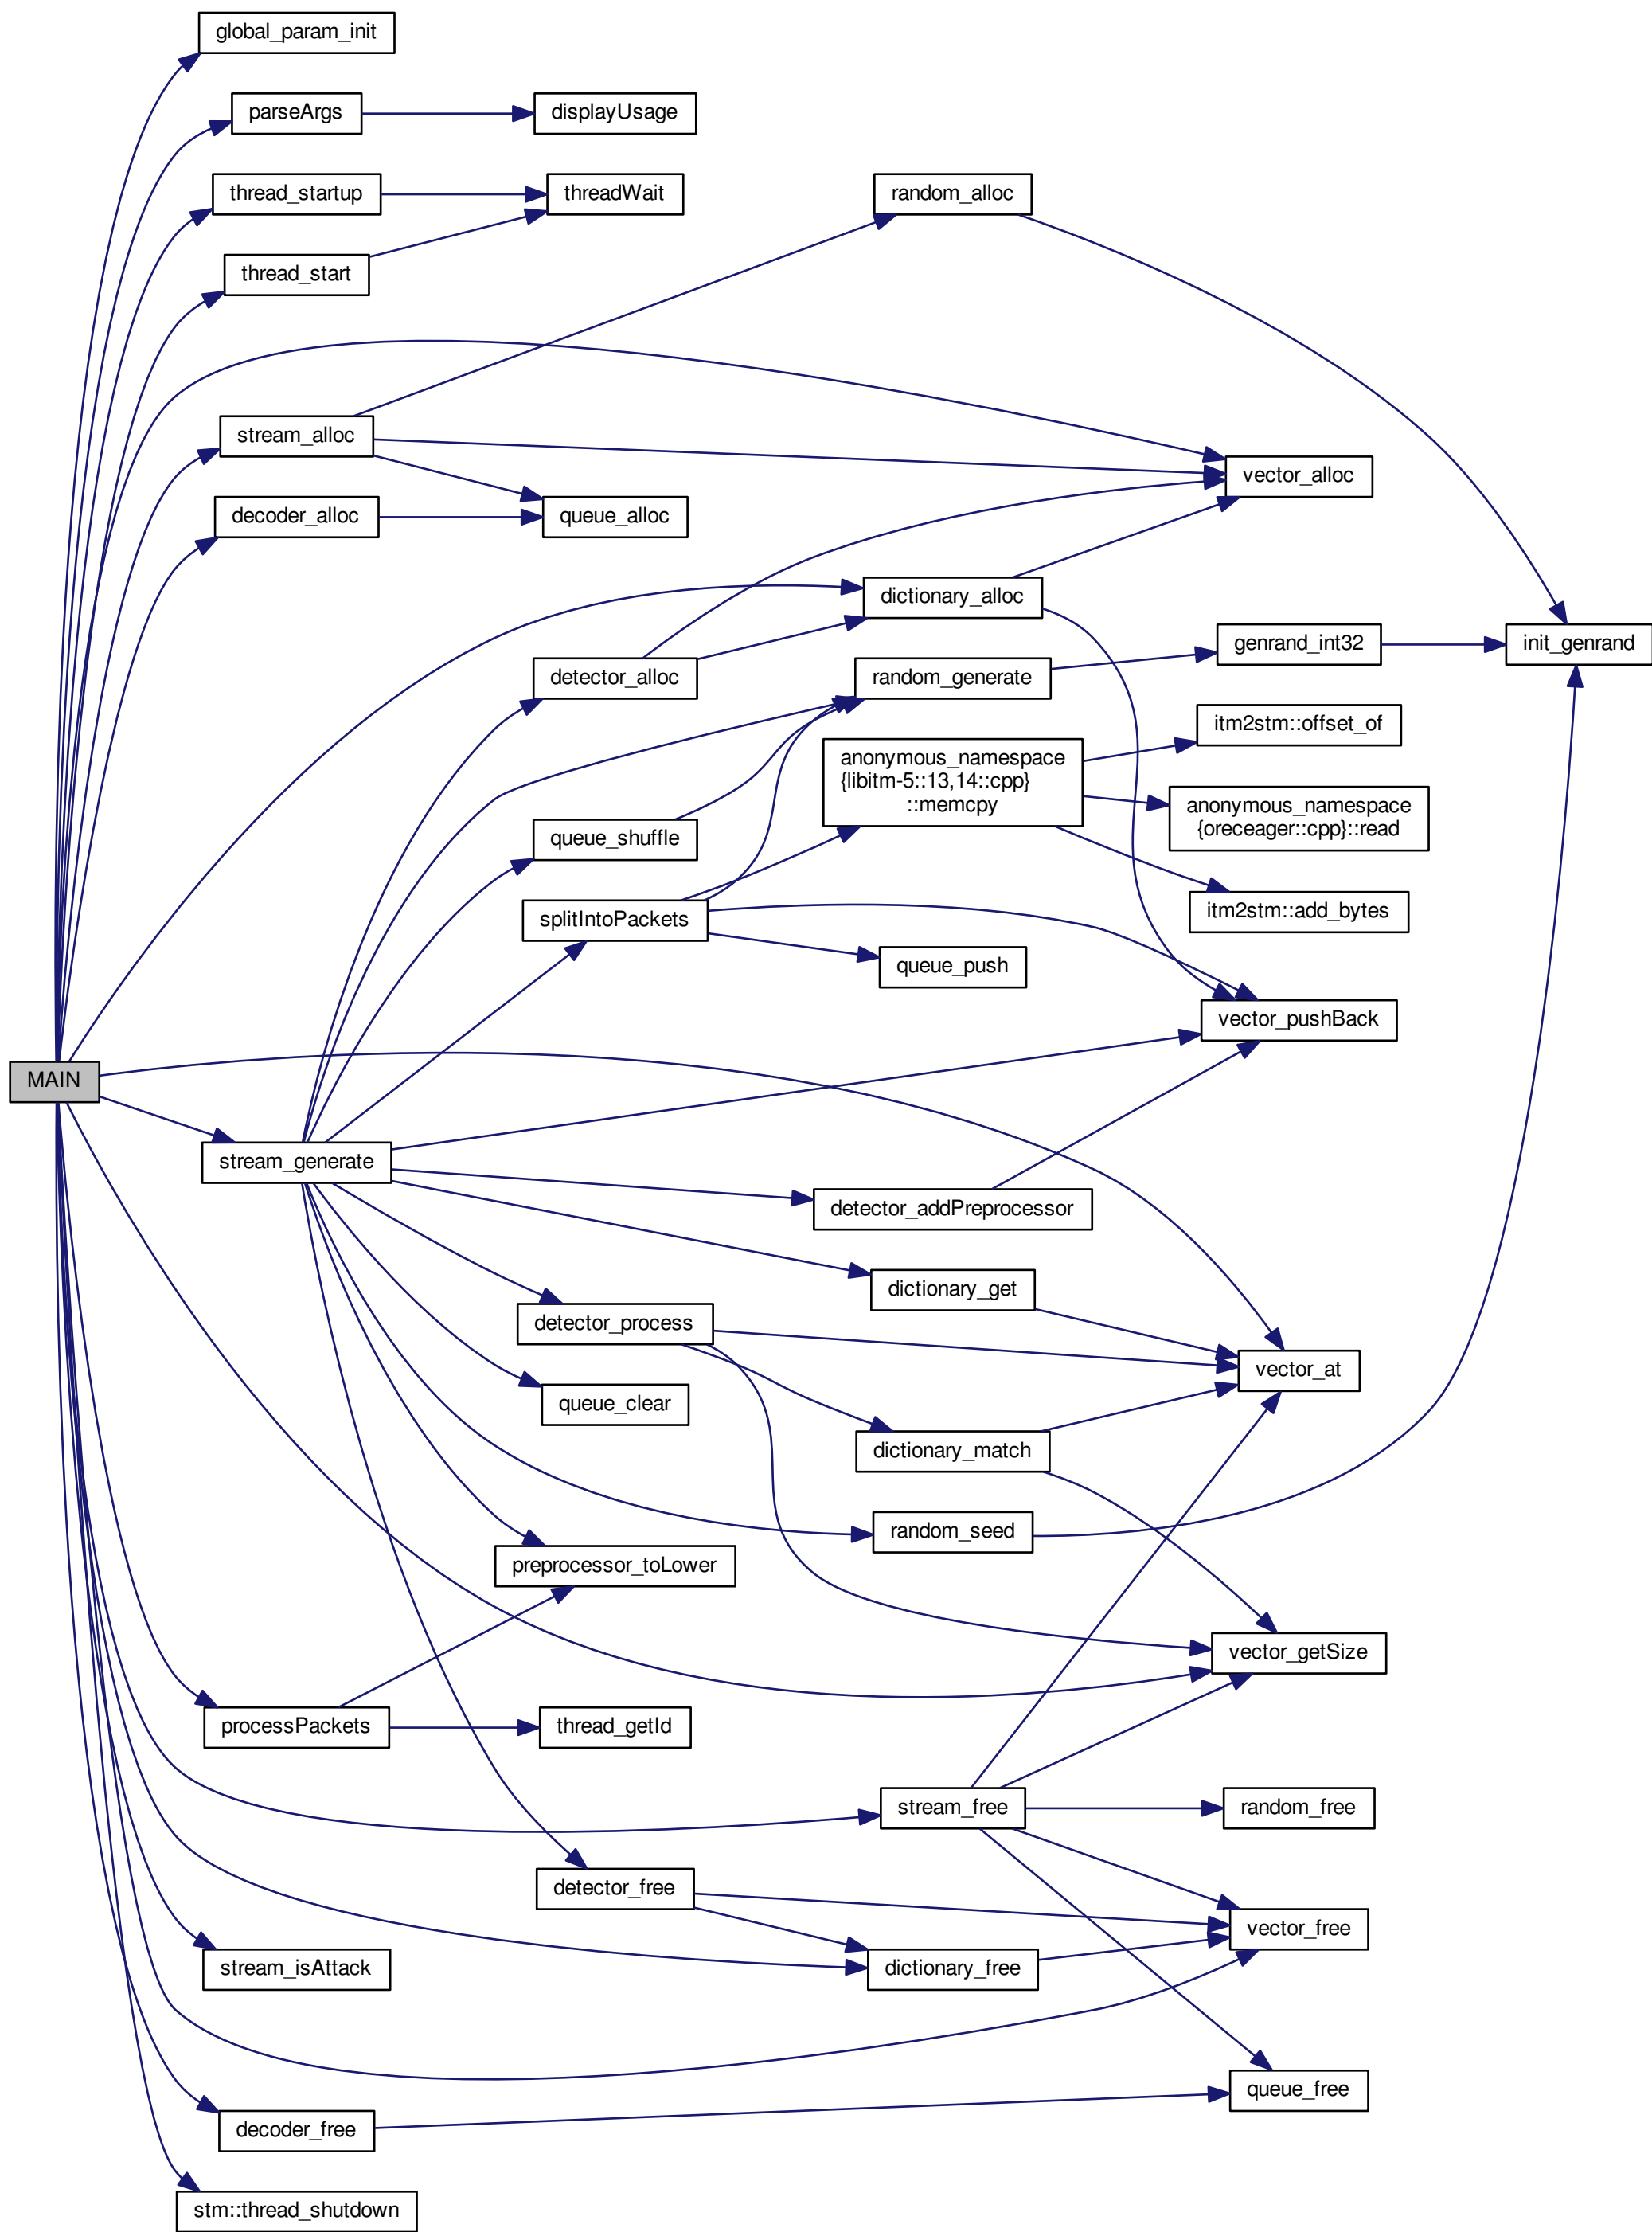 global_param_init
parseArgs
displayUsage
thread_startup
threadWait
random_alloc
thread_start
stream_alloc
vector_alloc
decoder_alloc
queue_alloc
dictionary_alloc
genrand_int32
init_genrand
detector_alloc
random_generate
itm2stm::offset_of
anonymous_namespace
{libitm-5::13,14::cpp}
::memcpy
anonymous_namespace
{oreceager::cpp}::read
queue_shuffle
itm2stm::add_bytes
splitIntoPackets
queue_push
vector_pushBack
MAIN
stream_generate
detector_addPreprocessor
dictionary_get
detector_process
vector_at
queue_clear
dictionary_match
random_seed
preprocessor_toLower
vector_getSize
processPackets
thread_getId
stream_free
random_free
detector_free
vector_free
stream_isAttack
dictionary_free
queue_free
decoder_free
stm::thread_shutdown